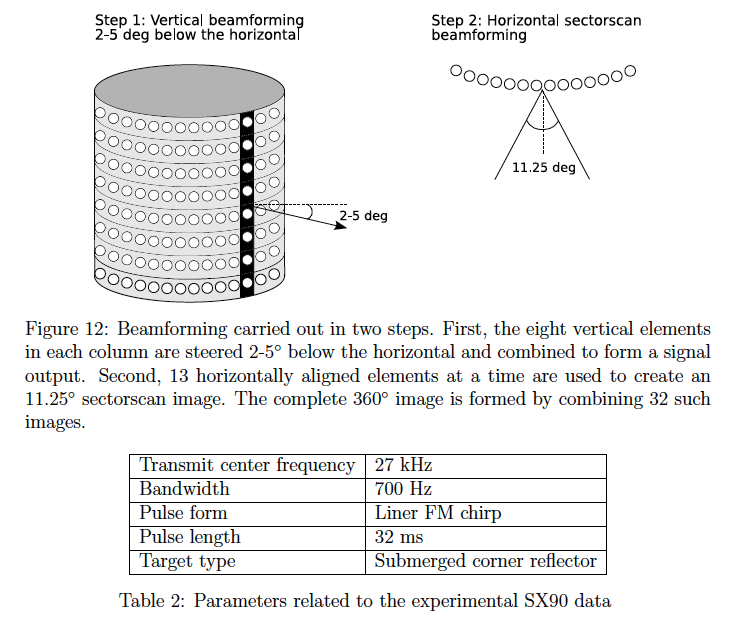 Step 1: Vertical beamforming
2-5 deg below the horizontal
Step 2: Horizontal sectorscan
beamforming
2-5 deg
11.25 deg
Figure 12: Beamforming carried out in two steps. First, the eight vertical elements
in each column are steered 2-5° below the horizontal and combined to form a signal
output. Second, 13 horizontally aligned elements at a time are used to create an
11.25° sectorscan image. The complete 360° image is formed by combining 32 such
images.
Transmit center frequency 27 kHz
Bandwidth 700 Hz
Pulse form Liner FM chirp
Pulse length 32 ms
Target type Submerged corner reflector
Table 2: Parameters related to the experimental SX90 data